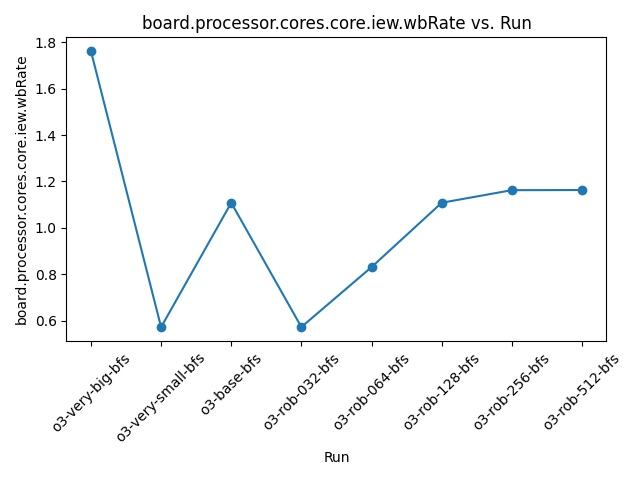 board.processor.cores.core.iew.wbRate vs. Run
board.processor.cores.core.iew.wbRate
1.8
1.6
1.4
1.2
1.0
0.8
0.6
o3-very-big-bfs
o3-very-small-bfs
o3-base-bfs
o3-rob-032-bfs
o3-rob-064-bfs
o3-rob-128-bfs
o3-rob-256-bfs
o3-rob-512-bfs
Run